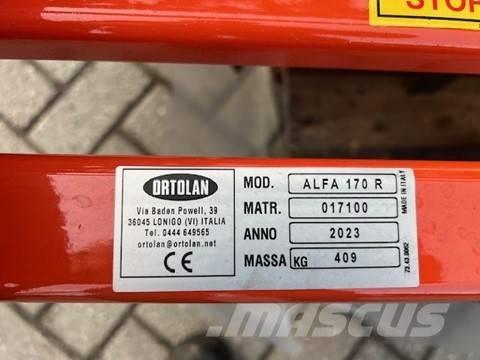 STOP
ORTOLAN
Via Baden Powell, 39
36045 LONIGO (VI) ITALIA
Tel. 0444 649565
ortolan@ortolan.net
CE
MOD. ALFA 170 R
MATR. 017100
ANNO 2023
MASSA KG 409
MADE IN ITALY
MASCUS